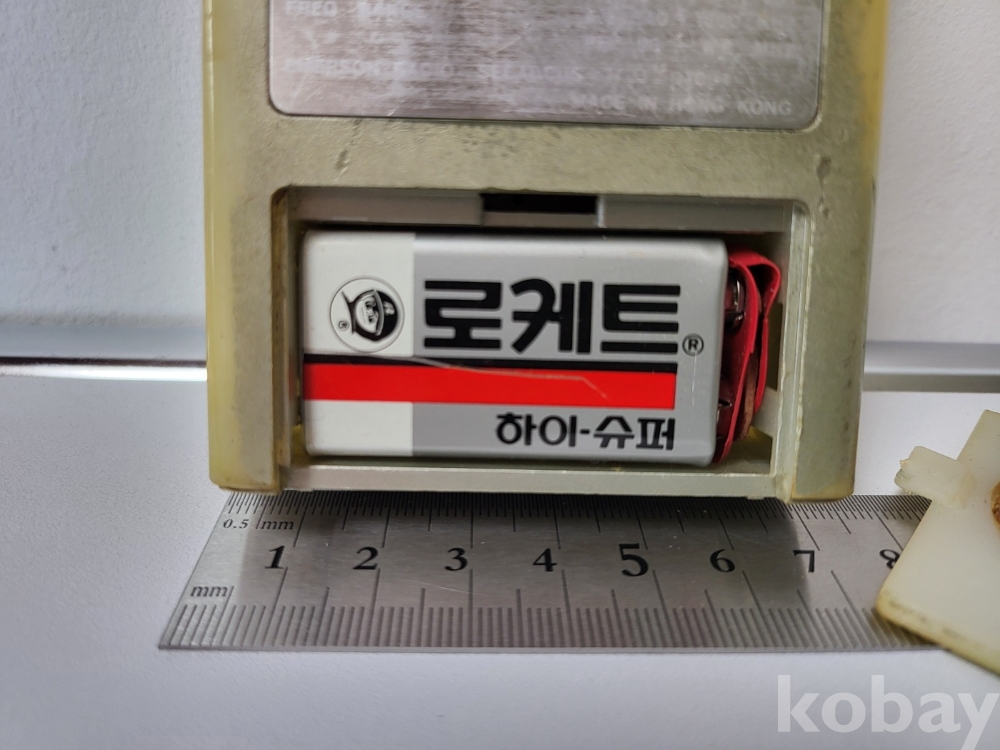 FREQ RANGE
MADE IN HONG KONG
로케트®
하이-슈퍼
0.5 mm
1 2 3 4 5 6 7 8
mm
kobay